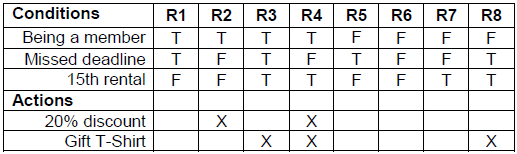 Conditions R1 R2 R3 R4 R5 R6 R7 R8
Being a member T T T T F F F F
Missed deadline T F T F T F F T
15th rental F F T T F F T T
Actions
20% discount X X
Gift T-Shirt X X X